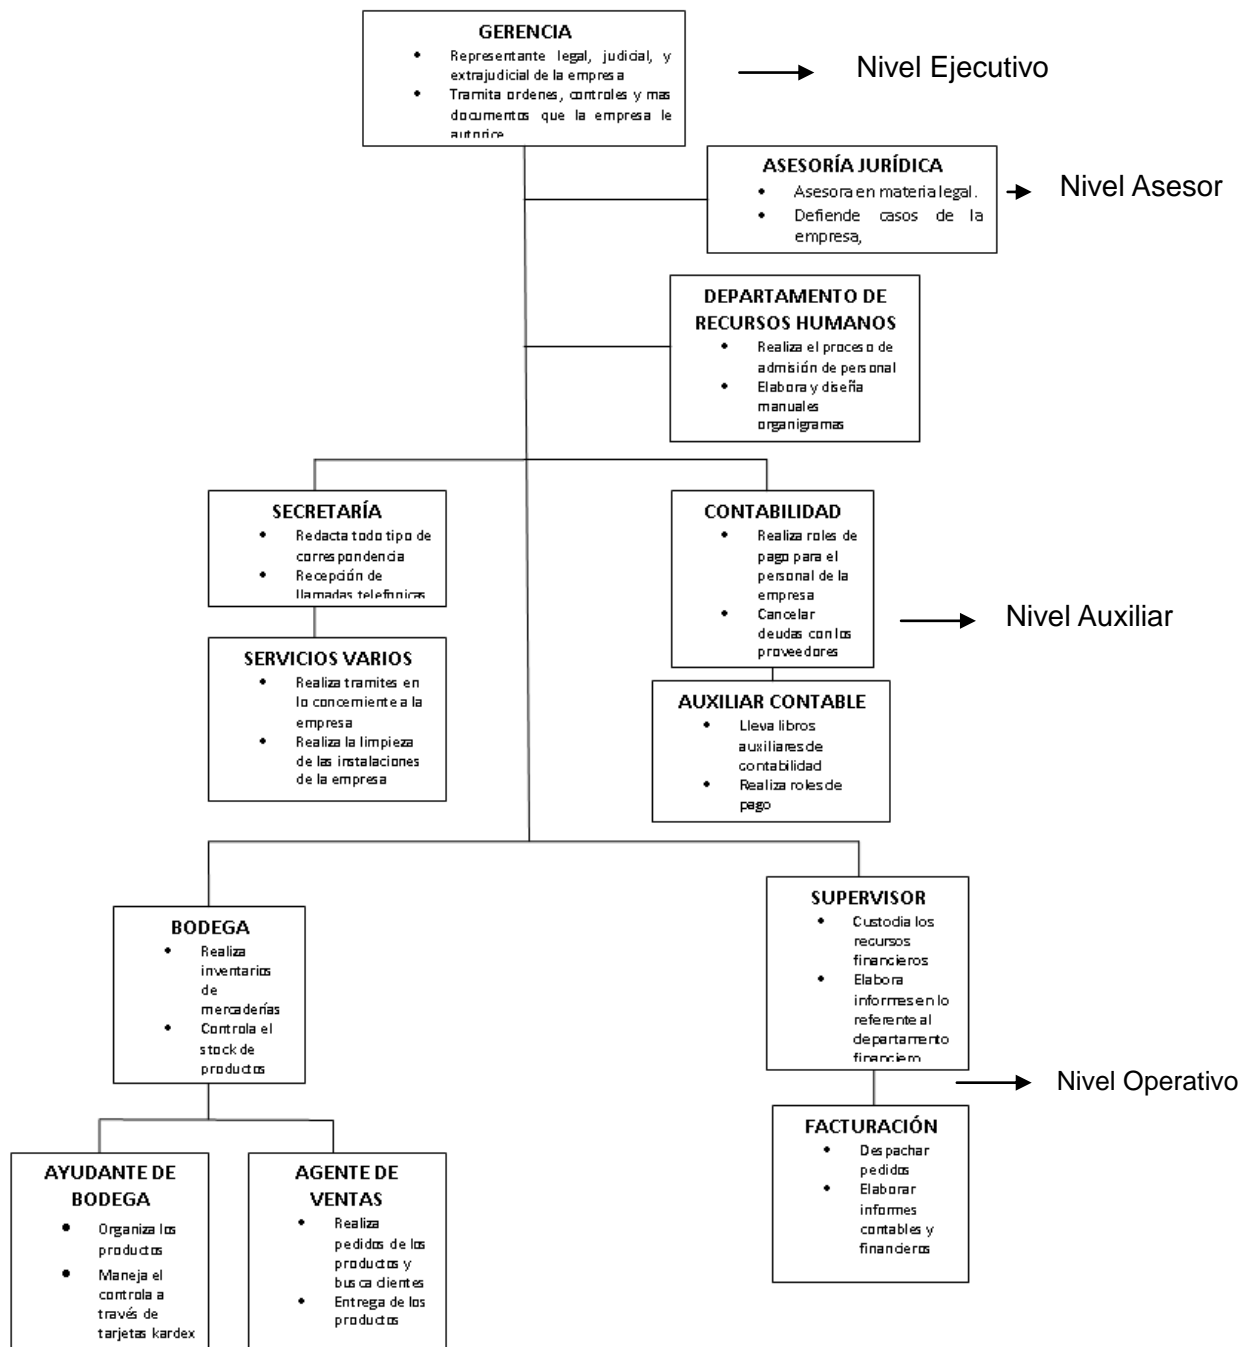 GERENCIA
• Representante legal, judicial, y
extrajudicial de la empresa
• Tramita ordenes, controles y mas
documentos que la empresa le
autorice
Nivel Ejecutivo
ASESORÍA JURÍDICA
• Asesora en materia legal.
• Defiende casos de la
empresa,
Nivel Asesor
DEPARTAMENTO DE
RECURSOS HUMANOS
• Realiza el proceso de
admisión de personal
• Elabora y diseña
manuales
organigramas
SECRETARÍA
• Redacta todo tipo de
correspondencia
• Recepción de
llamadas telefonicas
SERVICIOS VARIOS
• Realiza tramites en
lo concerniente a la
empresa
• Realiza la limpieza
de las instalaciones
de la empresa
CONTABILIDAD
• Realiza roles de
pago para el
personal de la
empresa
• Cancelar
deudas con los
proveedores
AUXILIAR CONTABLE
• Lleva libros
auxiliares de
contabilidad
• Realiza roles de
pago
Nivel Auxiliar
BODEGA
• Realiza
inventarios
de
mercaderías
• Controla el
stock de
productos
AYUDANTE DE
BODEGA
• Organiza los
productos
• Maneja el
controla a
través de
tarjetas kardex
AGENTE DE
VENTAS
• Realiza
pedidos de los
productos y
busca clientes
• Entrega de los
productos
SUPERVISOR
• Custodia los
recursos
financieros
• Elabora
informes en lo
referente al
departamento
financiero
FACTURACIÓN
• Despachar
pedidos
• Elaborar
informes
contables y
financieros
Nivel Operativo